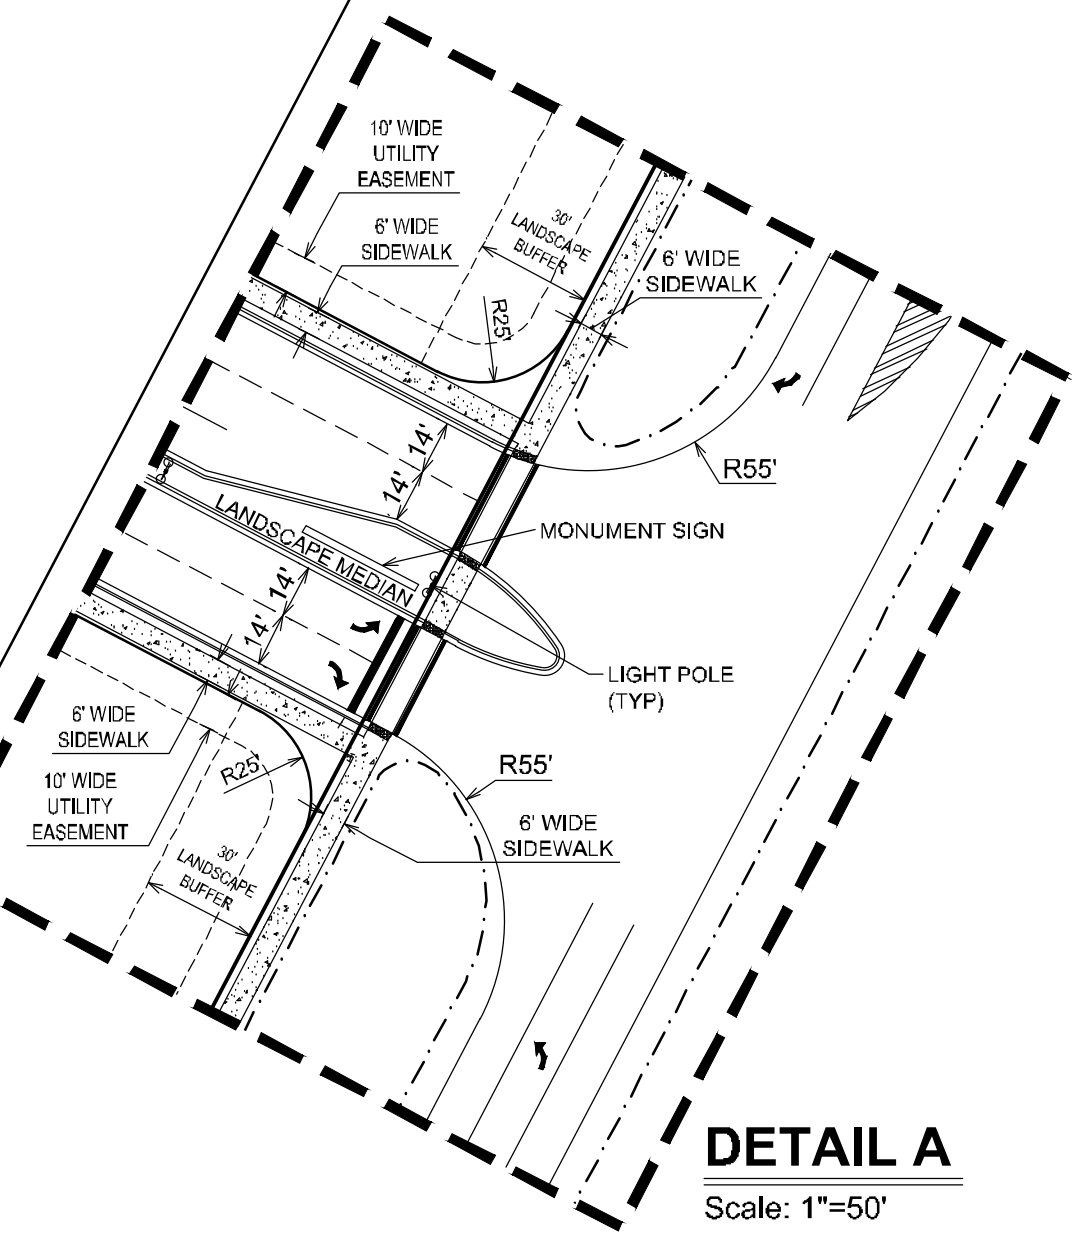 10' WIDE
UTILITY
EASEMENT
6' WIDE
SIDEWALK
30'
LANDSCAPE
BUFFER
6' WIDE
SIDEWALK
R25'
R55'
14'
14'
LANDSCAPE MEDIAN
MONUMENT SIGN
14'
14'
LIGHT POLE
(TYP)
6' WIDE
SIDEWALK
R25'
R55'
10' WIDE
UTILITY
EASEMENT
6' WIDE
SIDEWALK
30'
LANDSCAPE
BUFFER
DETAIL A
Scale: 1"=50'